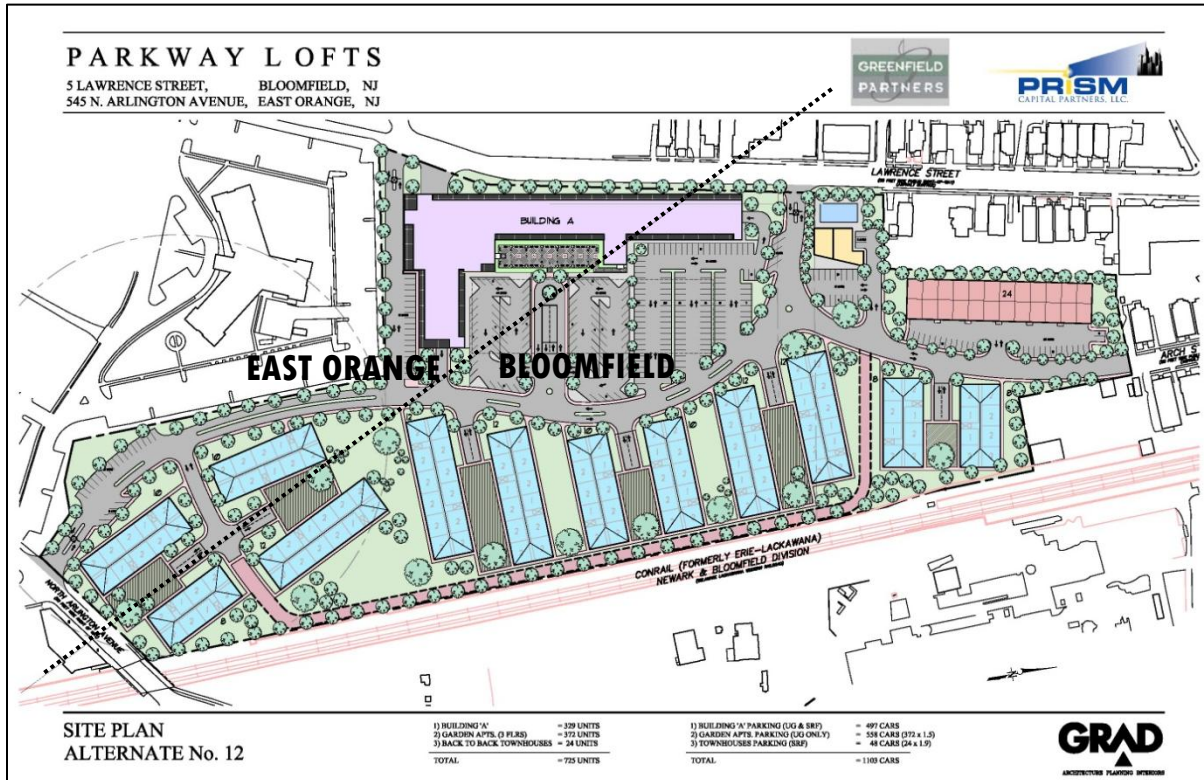 PARKWAY LOFTS
5 LAWRENCE STREET, BLOOMFIELD, NJ
545 N. ARLINGTON AVENUE, EAST ORANGE, NJ
GREENFIELD
PARTNERS
PRISM
CAPITAL PARTNERS, LLC.
LAWRENCE STREET
BUILDING A
24
EAST ORANGE
BLOOMFIELD
ARCH S
CONRAIL (FORMERLY ERIE-LACKAWANA)
NEWARK & BLOOMFIELD DIVISION
NORTH ARLINGTON AVENUE
SITE PLAN
ALTERNATE No. 12
1) BUILDING 'A' = 329 UNITS
2) GARDEN APTS. (3 FLRS) = 372 UNITS
3) BACK TO BACK TOWNHOUSES = 24 UNITS
TOTAL = 725 UNITS
1) BUILDING 'A' PARKING (UG & SRF) = 497 CARS
2) GARDEN APTS. PARKING (UG ONLY) = 558 CARS (372 x 1.5)
3) TOWNHOUSES PARKING (SRF) = 48 CARS (24 x 1.9)
TOTAL = 1103 CARS
GRAD
ARCHITECTURE PLANNING INTERIORS